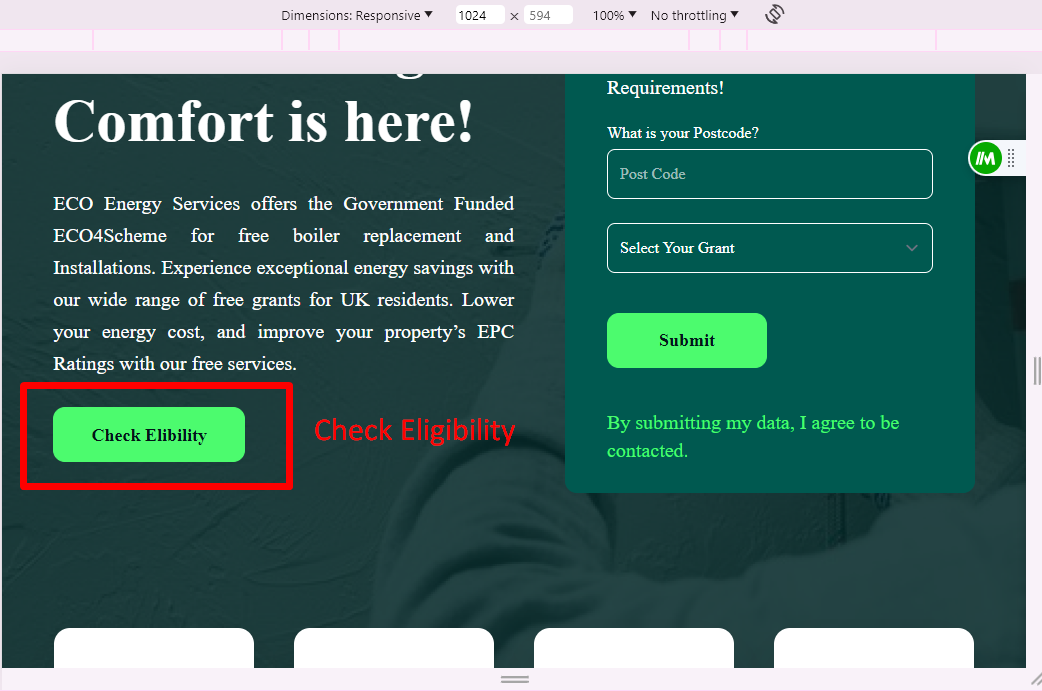 Dimensions: Responsive
1024 × 594
100%
No throttling
Comfort is here!
ECO Energy Services offers the Government Funded
ECO4Scheme for free boiler replacement and
Installations. Experience exceptional energy savings with
our wide range of free grants for UK residents. Lower
your energy cost, and improve your property’s EPC
Ratings with our free services.
Check Elibility
Check Eligibility
Requirements!
What is your Postcode?
Post Code
Select Your Grant
Submit
By submitting my data, I agree to be
contacted.